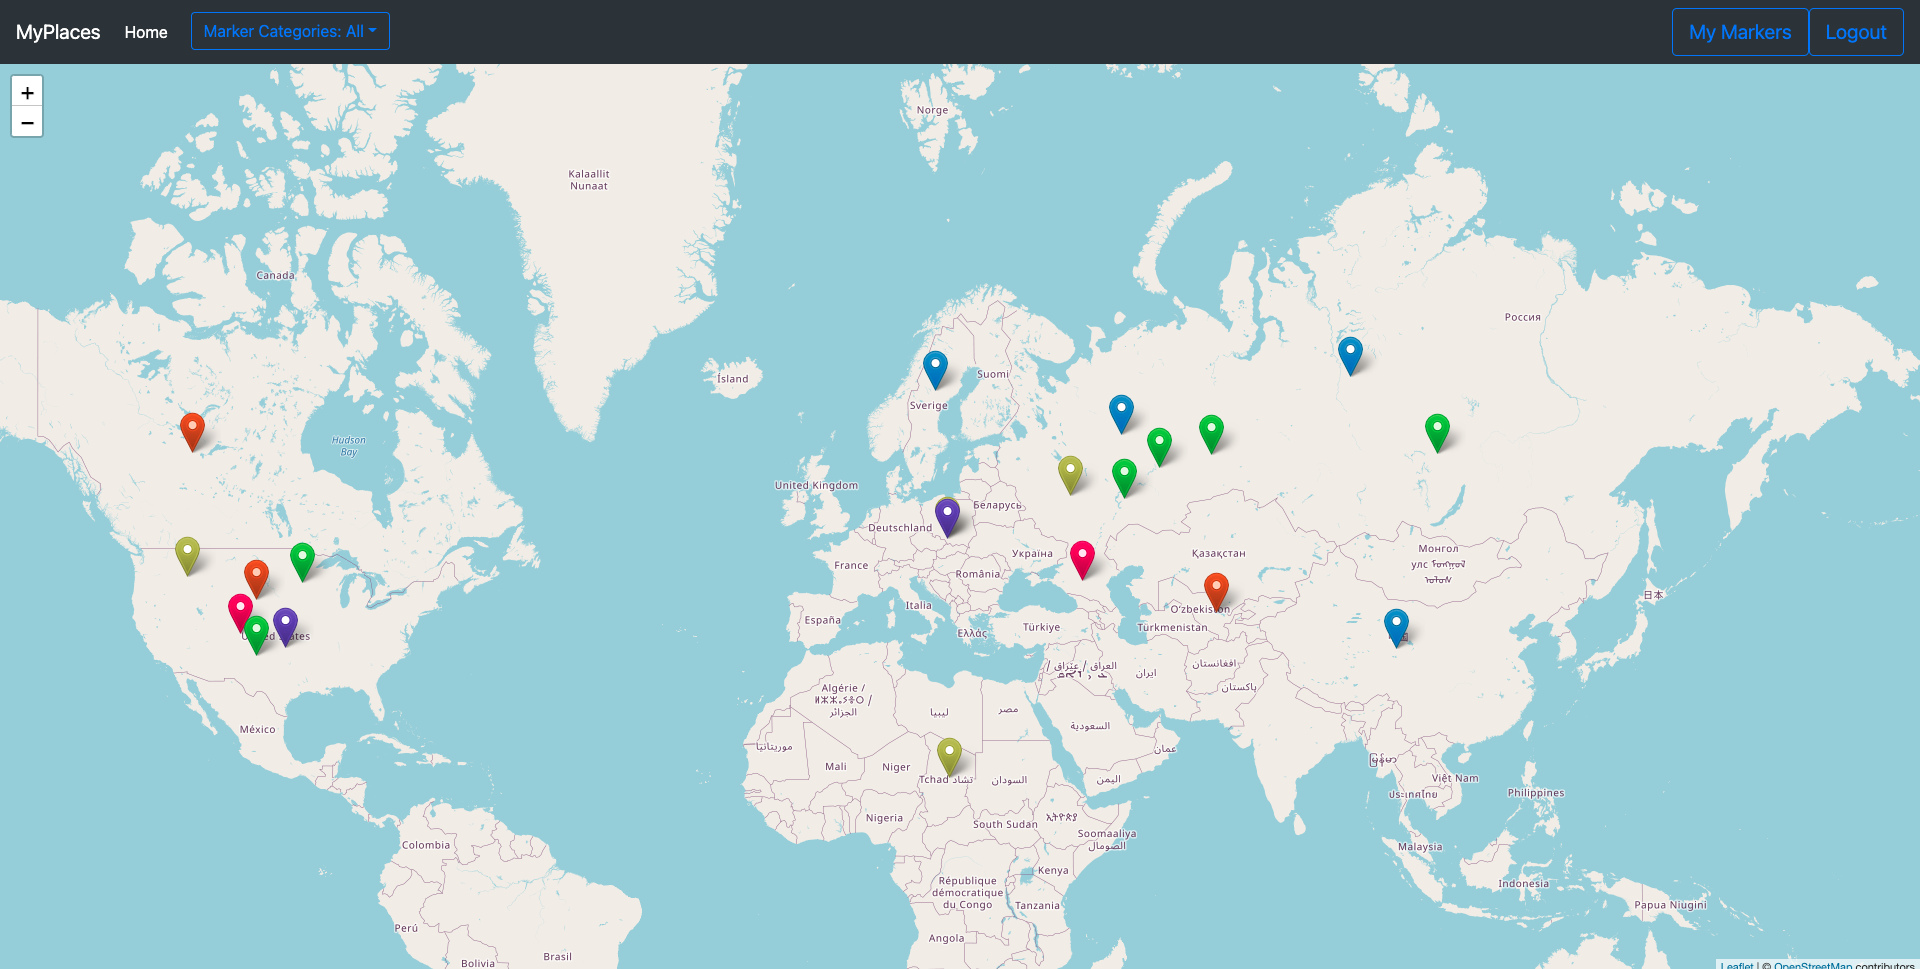 MyPlaces
Home
Marker Categories: All
My Markers
Logout
+
−
Norge
Kalaallit
Nunaat
Canada
Россия
Suomi
Ísland
Sverige
Hudson
Bay
United Kingdom
Беларусь
Deutschland
Україна
Қазақстан
Монгол
улс
France
România
Italia
O'zbekiston
日本
España
Ελλάς
Türkiye
Türkmenistan
العراق / عێراق /
افغانستان
ایران
پاکستان
Algérie /
ⵍⵣⵣⴰⵢⴻⵔ /
الجزائر
ليبيا
مصر
السعودية
México
موريتانيا
عمان
Mali
Niger
Tchad تشاد
السودان
اليمن
မြန်မာ
Việt Nam
ประเทศไทย
Philippines
Nigeria
South Sudan
ኢትዮጵያ
Soomaaliya
الصومال
Colombia
Malaysia
Kenya
République
démocratique
du Congo
Indonesia
Tanzania
Papua Niugini
Perú
Angola
Brasil
Bolivia
Leaflet | © OpenStreetMap contributors